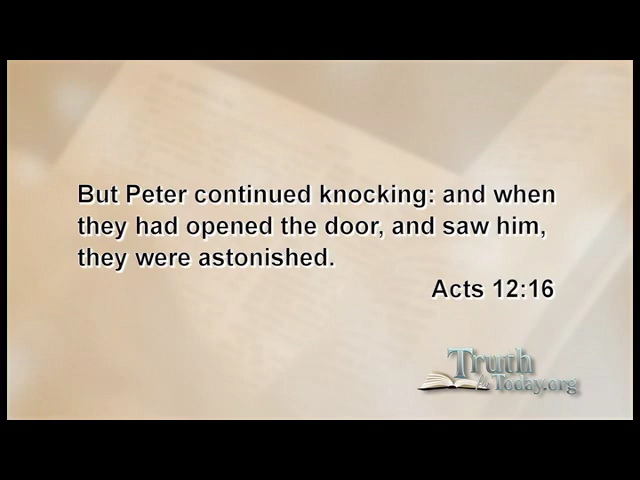 But Peter continued knocking: and when
they had opened the door, and saw him,
they were astonished.
Acts 12:16
Truth
for Today.org